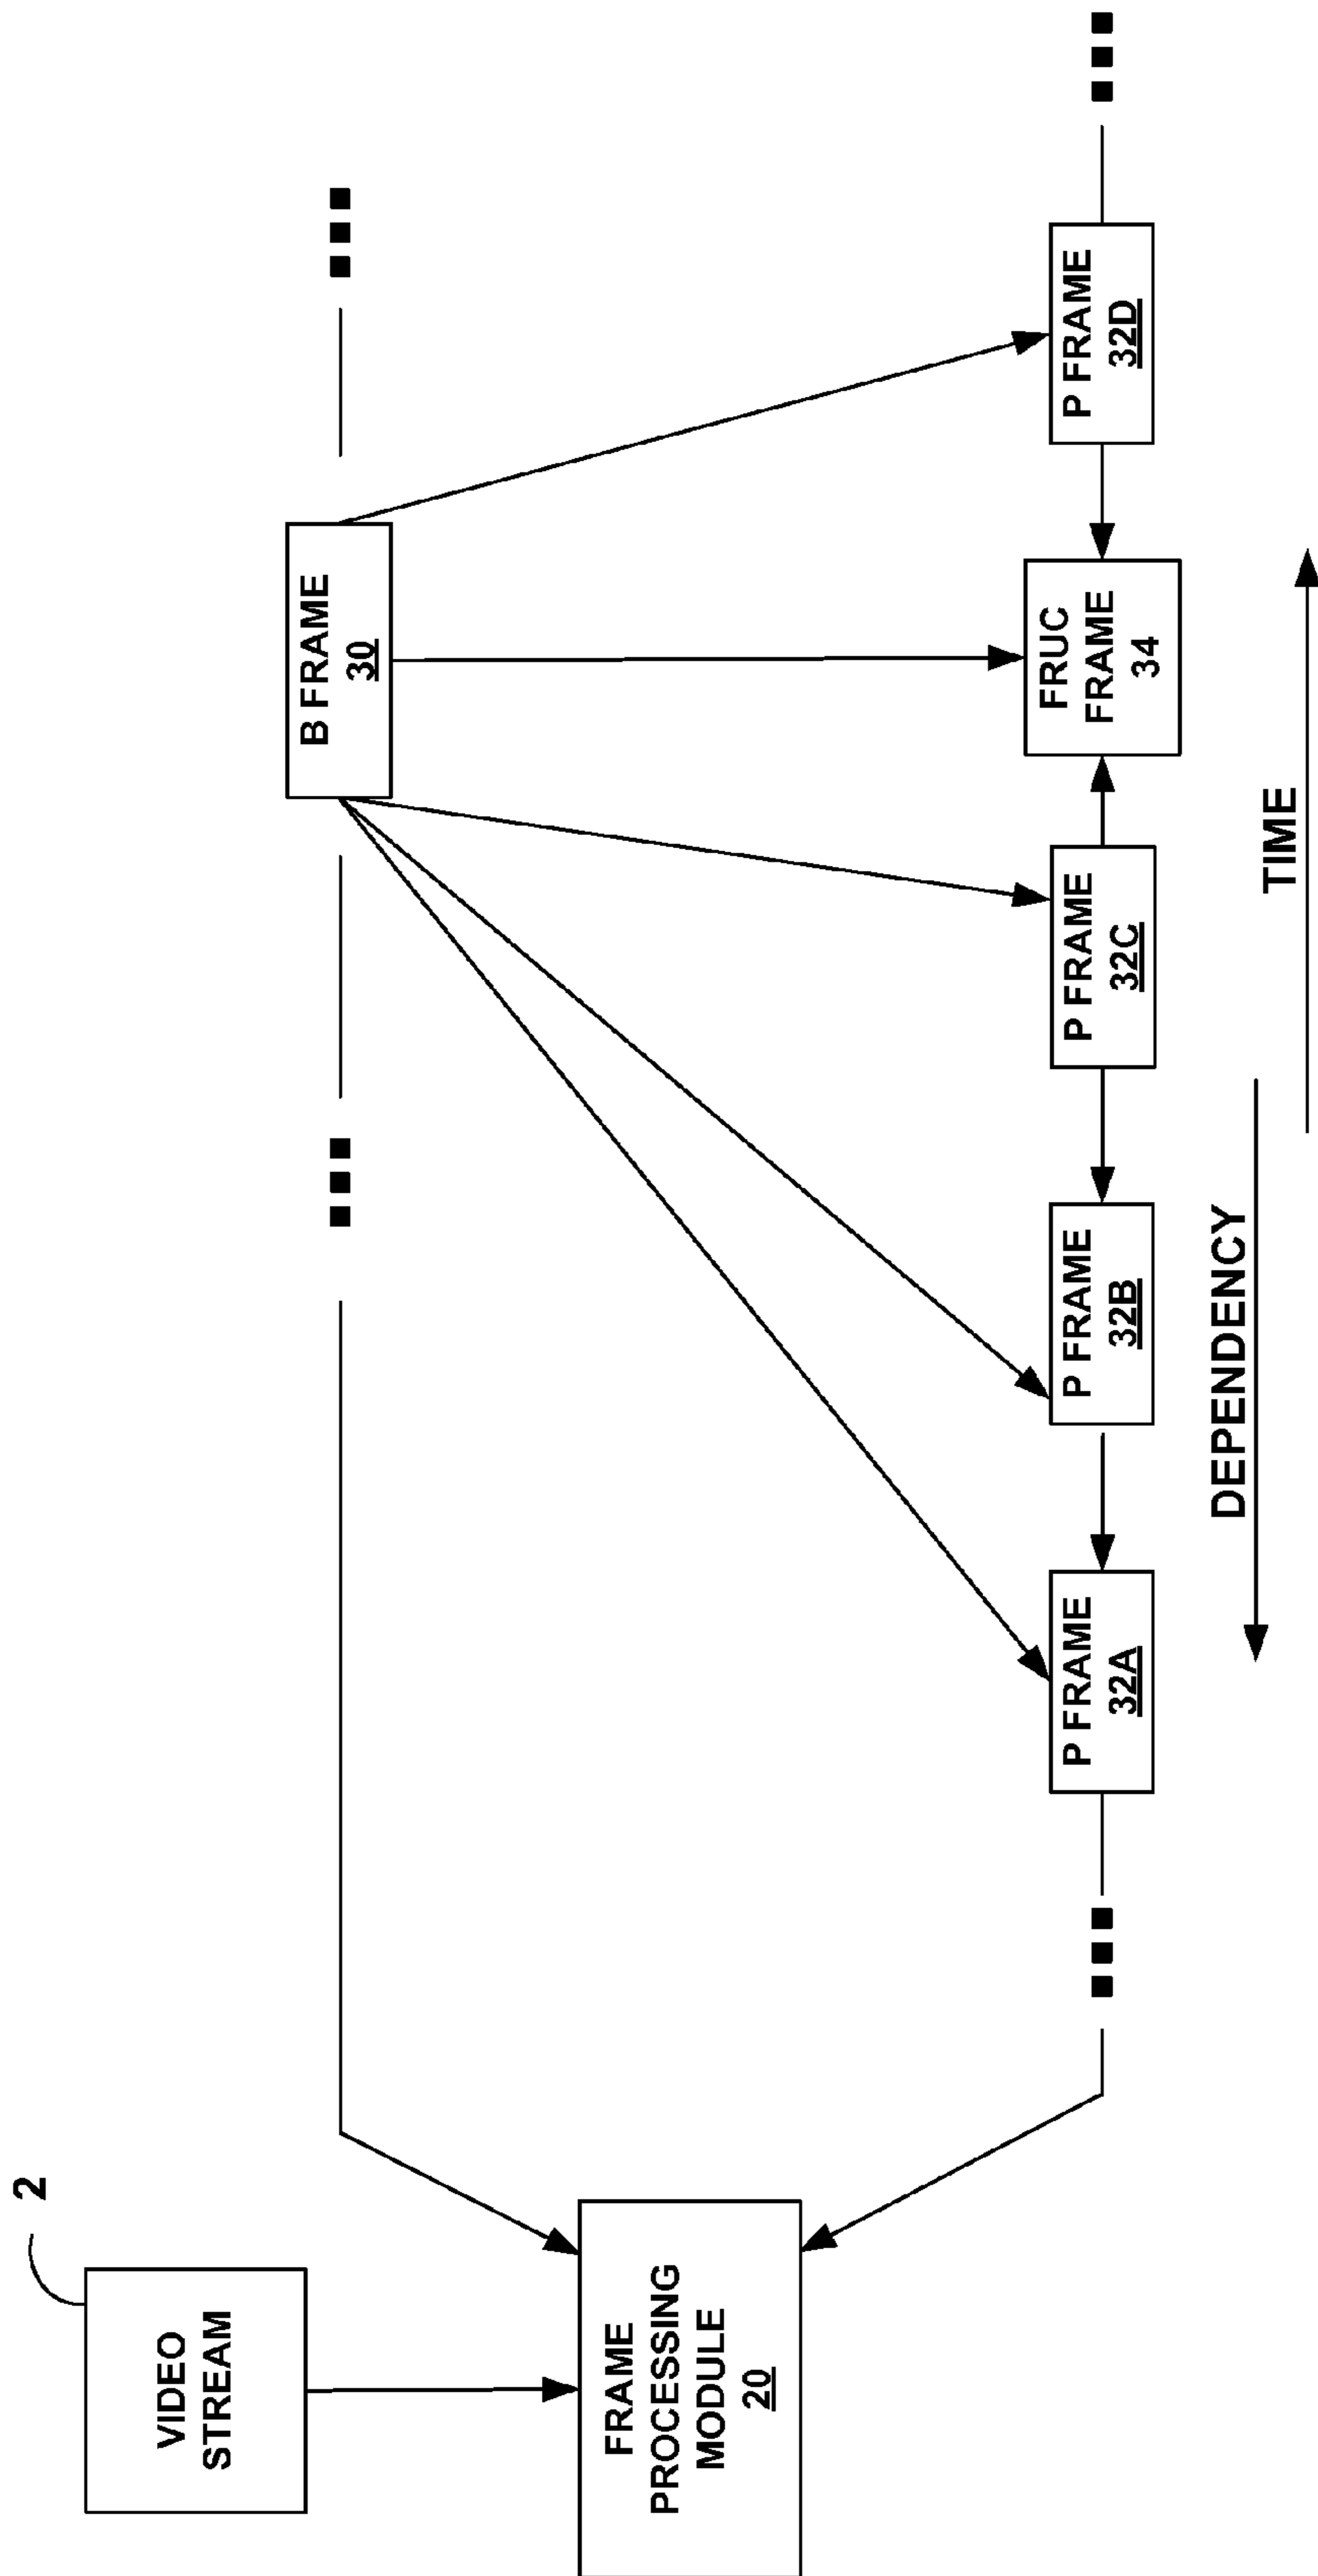 2
VIDEO
STREAM
FRAME
PROCESSING
MODULE
20
B FRAME
30
P FRAME
32A
P FRAME
32B
P FRAME
32C
FRUC
FRAME
34
P FRAME
32D
DEPENDENCY
TIME